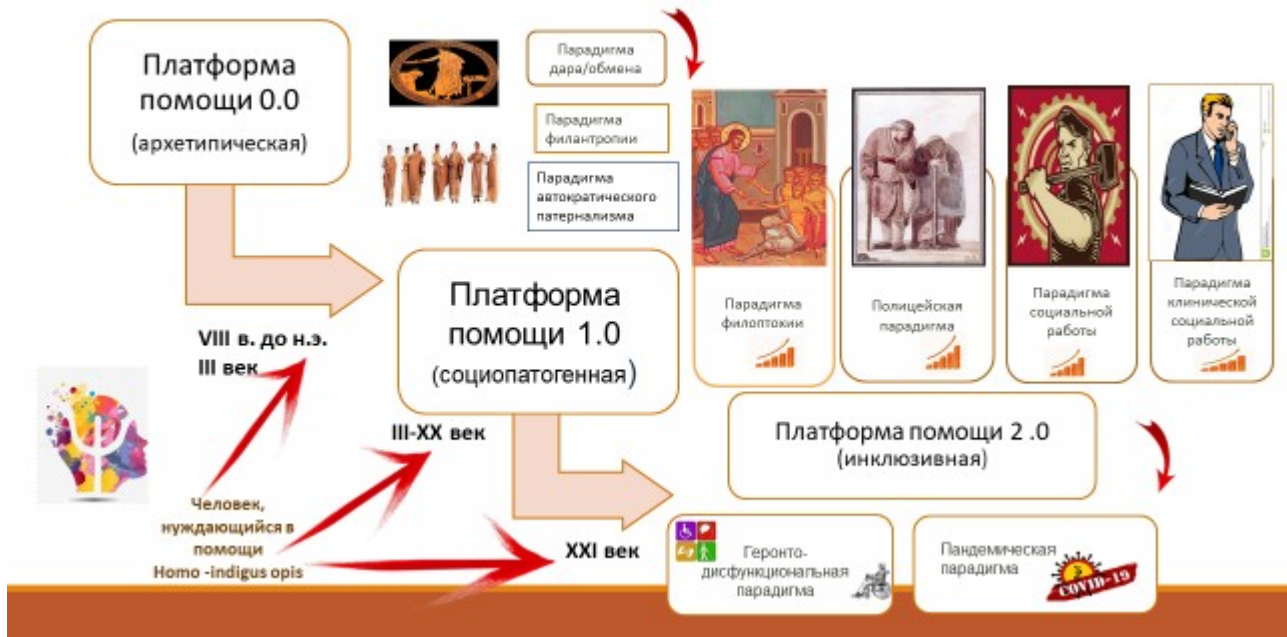 Платформа
помощи 0.0
(архетипическая)
Парадигма
дара/обмена
Парадигма
филантропии
Парадигма
автократического
патернализма
Платформа
помощи 1.0
(социопатогенная)
Парадигма
филоптохии
Полицейская
парадигма
Парадигма
социальной
работы
Парадигма
клинической
социальной
работы
VIII в. до н.э.
III век
III-XX век
Платформа помощи 2 .0
(инклюзивная)
Человек,
нуждающийся в
помощи
Homo -indigus opis
XXI век
Геронто-
дисфункциональная
парадигма
Пандемическая
парадигма
COVID-19